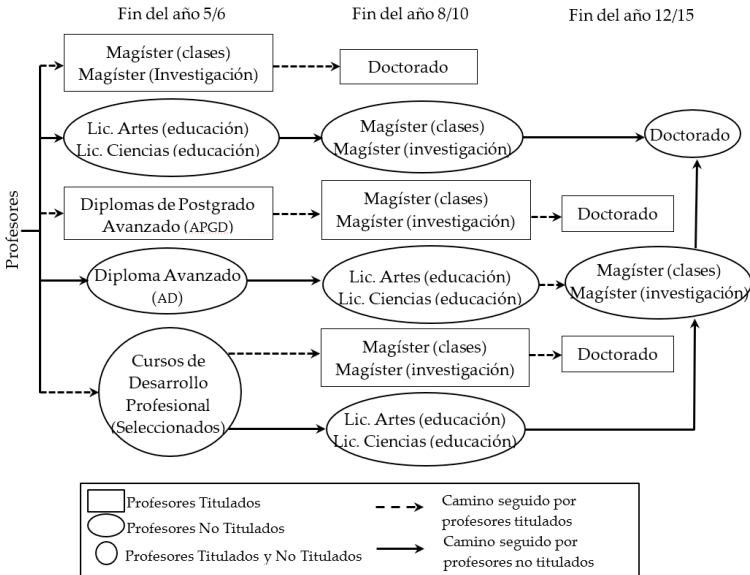 Fin del año 5/6
Fin del año 8/10
Fin del año 12/15
Profesores
Magíster (clases)
Magíster (Investigación)
Doctorado
Lic. Artes (educación)
Lic. Ciencias (educación)
Magíster (clases)
Magíster (investigación)
Doctorado
Diplomas de Postgrado
Avanzado (APGD)
Magíster (clases)
Magíster (investigación)
Doctorado
Diploma Avanzado
(AD)
Lic. Artes (educación)
Lic. Ciencias (educación)
Magíster (clases)
Magíster (investigación)
Cursos de
Desarrollo
Profesional
(Seleccionados)
Magíster (clases)
Magíster (investigación)
Doctorado
Lic. Artes (educación)
Lic. Ciencias (educación)
Profesores Titulados
Profesores No Titulados
Profesores Titulados y No Titulados
Camino seguido por
profesores titulados
Camino seguido por
profesores no titulados